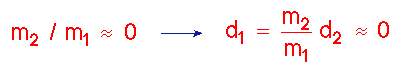 m₂ / m₁ ≈ 0 ⟶ d₁ = m₂/m₁ d₂ ≈ 0